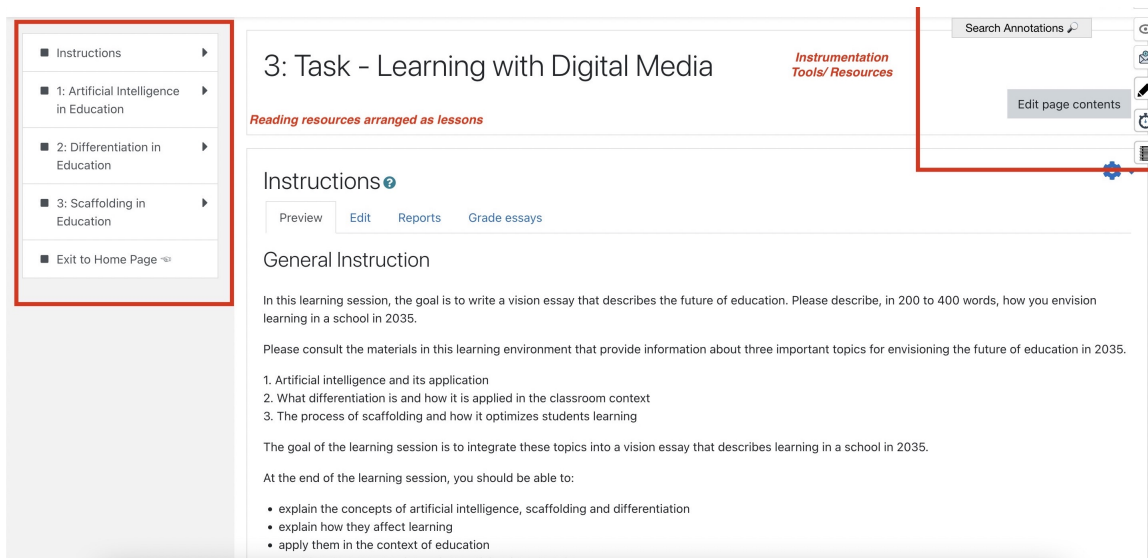 Instructions
1: Artificial Intelligence
in Education
2: Differentiation in
Education
3: Scaffolding in
Education
Exit to Home Page
3: Task - Learning with Digital Media
Instrumentation
Tools/ Resources
Search Annotations
Edit page contents
Reading resources arranged as lessons
Instructions
Preview Edit Reports Grade essays
General Instruction
In this learning session, the goal is to write a vision essay that describes the future of education. Please describe, in 200 to 400 words, how you envision
learning in a school in 2035.
Please consult the materials in this learning environment that provide information about three important topics for envisioning the future of education in 2035.
1. Artificial intelligence and its application
2. What differentiation is and how it is applied in the classroom context
3. The process of scaffolding and how it optimizes students learning
The goal of the learning session is to integrate these topics into a vision essay that describes learning in a school in 2035.
At the end of the learning session, you should be able to:
• explain the concepts of artificial intelligence, scaffolding and differentiation
• explain how they affect learning
• apply them in the context of education